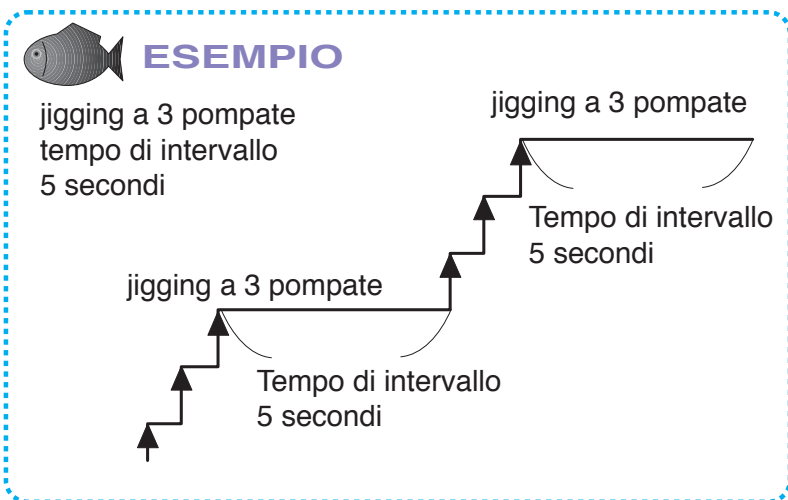 ESEMPIO
jigging a 3 pompate
tempo di intervallo
5 secondi
jigging a 3 pompate
Tempo di intervallo
5 secondi
jigging a 3 pompate
Tempo di intervallo
5 secondi